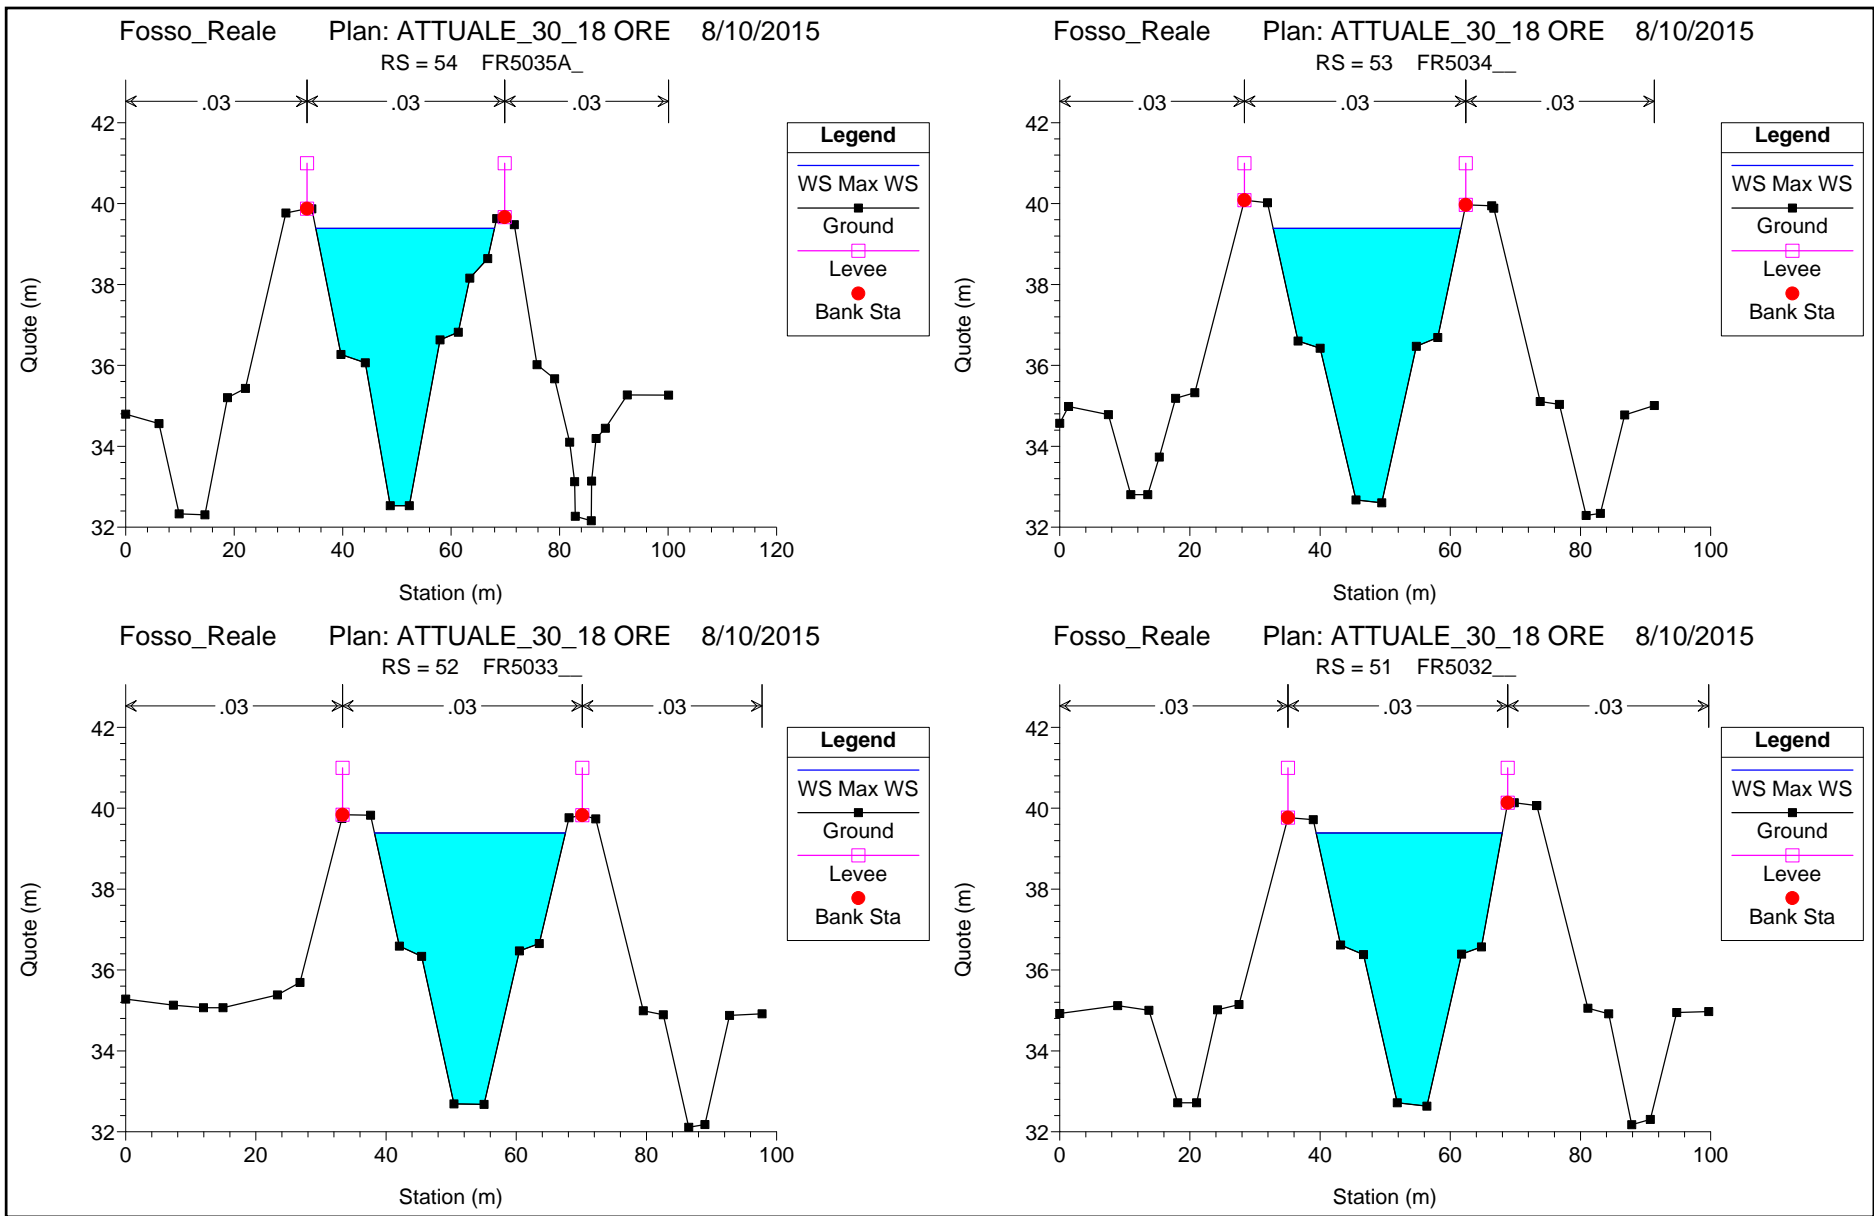 Fosso_Reale Plan: ATTUALE_30_18 ORE 8/10/2015
RS = 54 FR5035A_
.03 .03 .03
42
40
38
36
34
32
0 20 40 60 80 100 120
Station (m)
Quote (m)
Legend
WS Max WS
Ground
Levee
Bank Sta
Fosso_Reale Plan: ATTUALE_30_18 ORE 8/10/2015
RS = 53 FR5034__
.03 .03 .03
42
40
38
36
34
32
0 20 40 60 80 100
Station (m)
Quote (m)
Legend
WS Max WS
Ground
Levee
Bank Sta
Fosso_Reale Plan: ATTUALE_30_18 ORE 8/10/2015
RS = 52 FR5033__
.03 .03 .03
42
40
38
36
34
32
0 20 40 60 80 100
Station (m)
Quote (m)
Legend
WS Max WS
Ground
Levee
Bank Sta
Fosso_Reale Plan: ATTUALE_30_18 ORE 8/10/2015
RS = 51 FR5032__
.03 .03 .03
42
40
38
36
34
32
0 20 40 60 80 100
Station (m)
Quote (m)
Legend
WS Max WS
Ground
Levee
Bank Sta